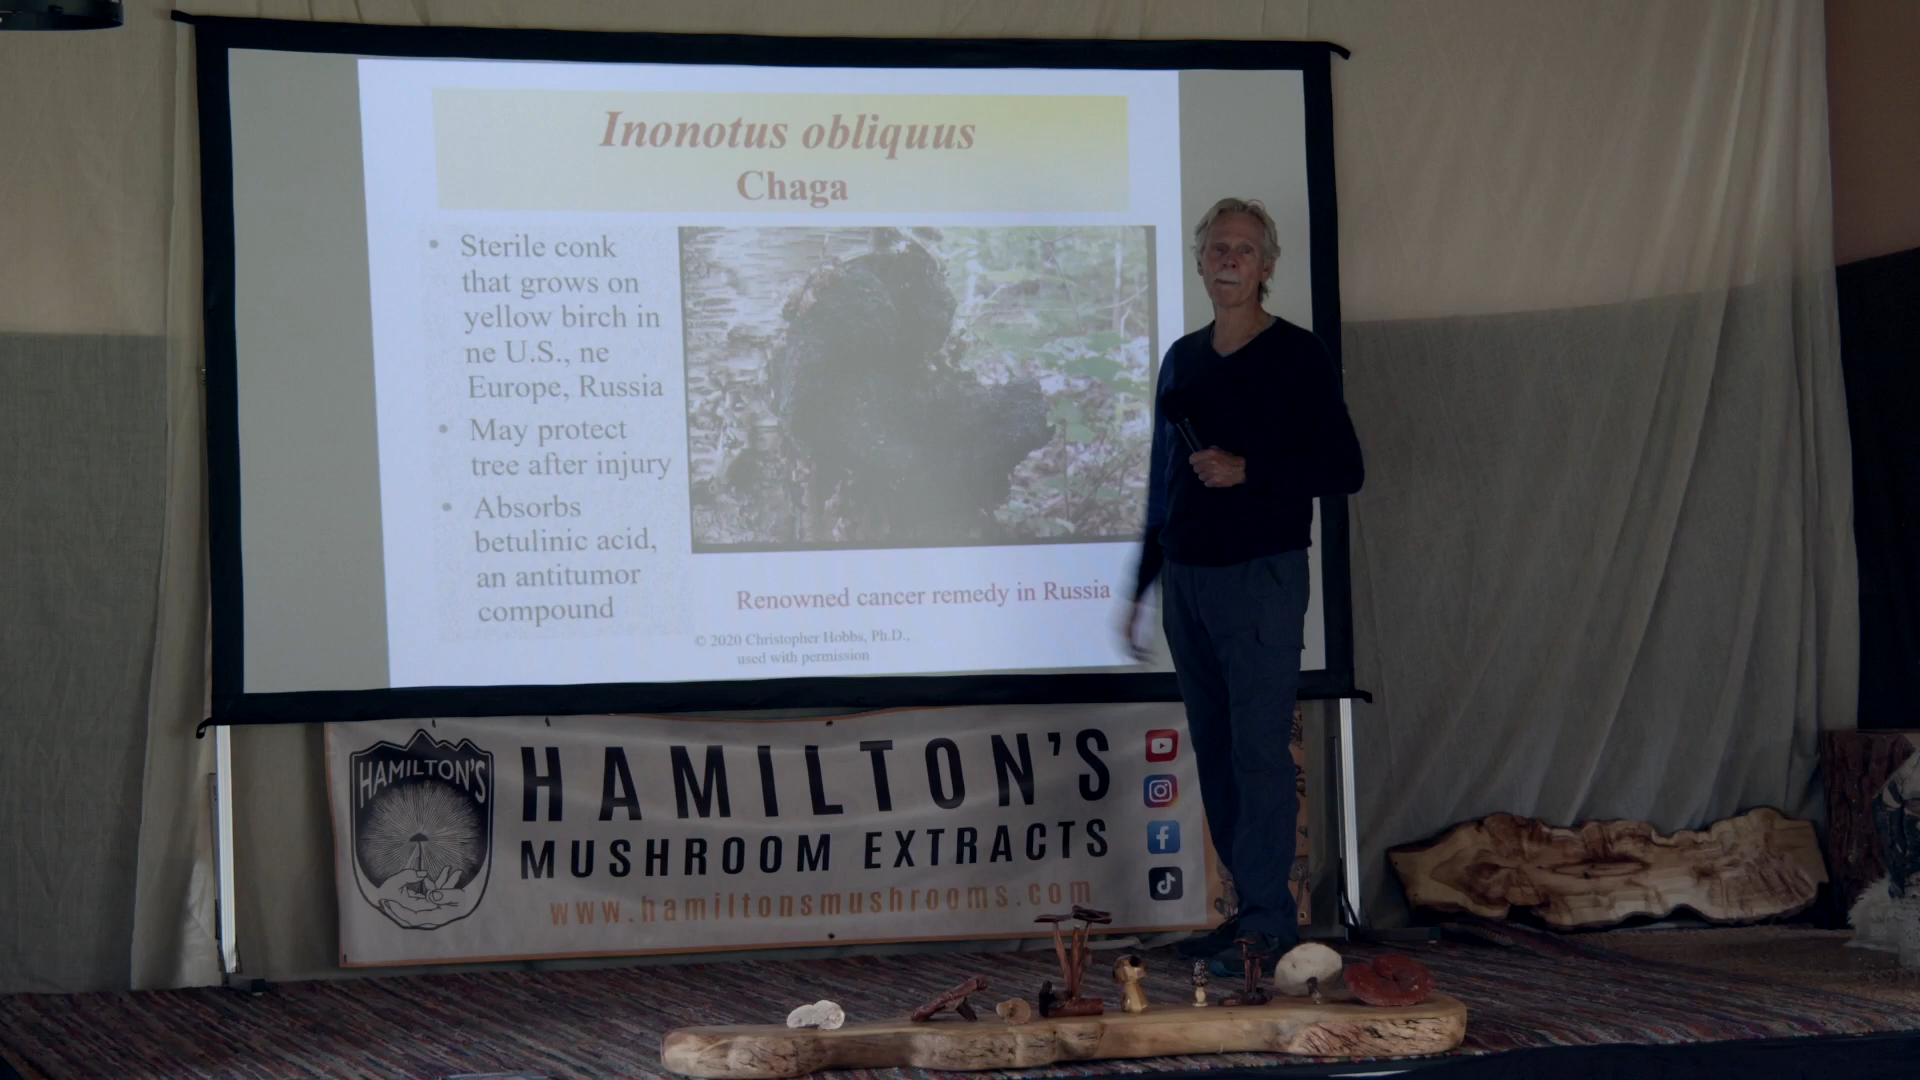 Inonotus obliquus
Chaga
• Sterile conk
that grows on
yellow birch in
ne U.S., ne
Europe, Russia
• May protect
tree after injury
• Absorbs
betulinic acid,
an antitumor
compound
Renowned cancer remedy in Russia
© 2020 Christopher Hobbs, Ph.D.,
used with permission
HAMILTON'S
HAMILTON'S
MUSHROOM EXTRACTS
www.hamiltonsmushrooms.com